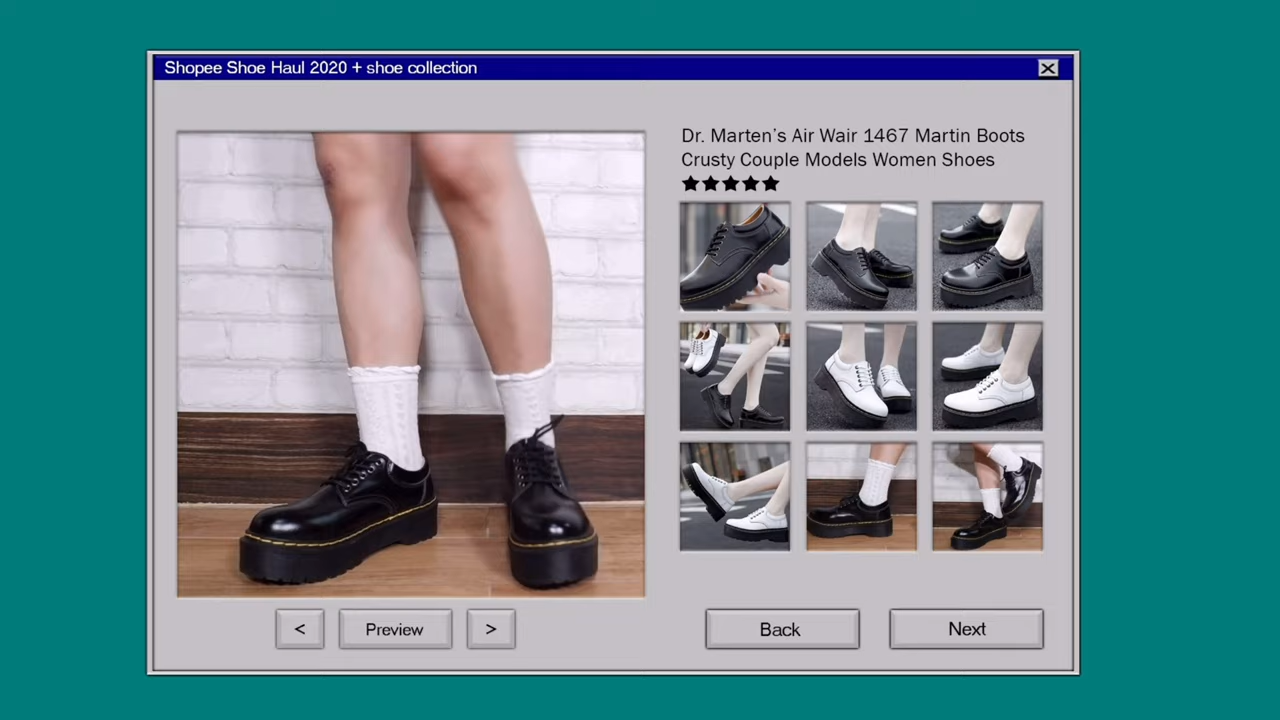 Shopee Shoe Haul 2020 + shoe collection
Dr. Marten's Air Wair 1467 Martin Boots
Crusty Couple Models Women Shoes
< Preview >
Back Next